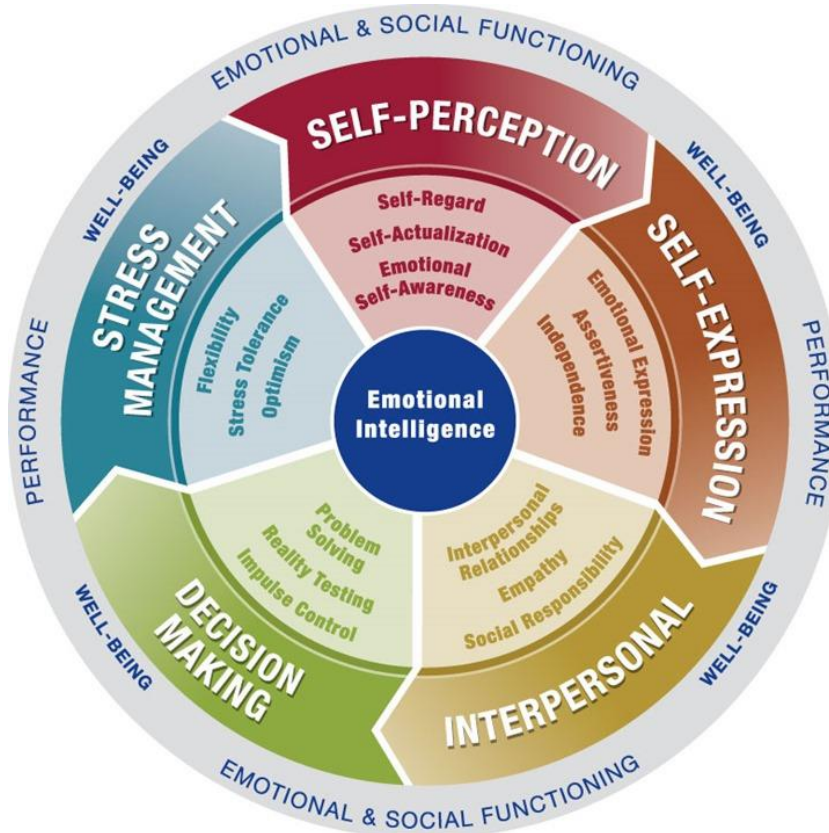 EMOTIONAL & SOCIAL FUNCTIONING
WELL-BEING
WELL-BEING
PERFORMANCE
PERFORMANCE
WELL-BEING
WELL-BEING
EMOTIONAL & SOCIAL FUNCTIONING
SELF-PERCEPTION
Self-Regard
Self-Actualization
Emotional
Self-Awareness
SELF-EXPRESSION
Emotional Expression
Assertiveness
Independence
INTERPERSONAL
Interpersonal
Relationships
Empathy
Social Responsibility
DECISION
MAKING
Problem
Solving
Reality Testing
Impulse Control
STRESS
MANAGEMENT
Flexibility
Stress Tolerance
Optimism
Emotional
Intelligence